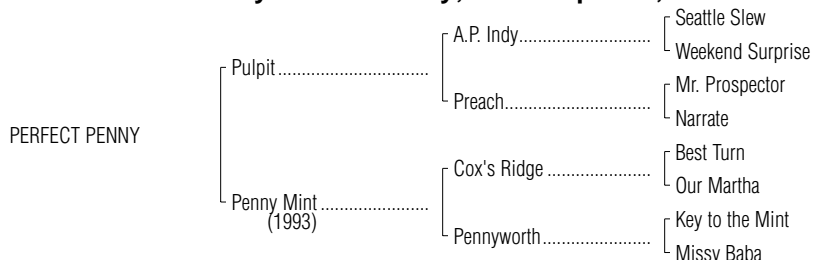 Seattle Slew
A.P. Indy..............................
Weekend Surprise
Pulpit..................................
Mr. Prospector
Preach.................................
Narrate
PERFECT PENNY
Best Turn
Cox's Ridge .......................
Our Martha
Penny Mint........................
(1993)
Key to the Mint
Pennyworth........................
Missy Baba